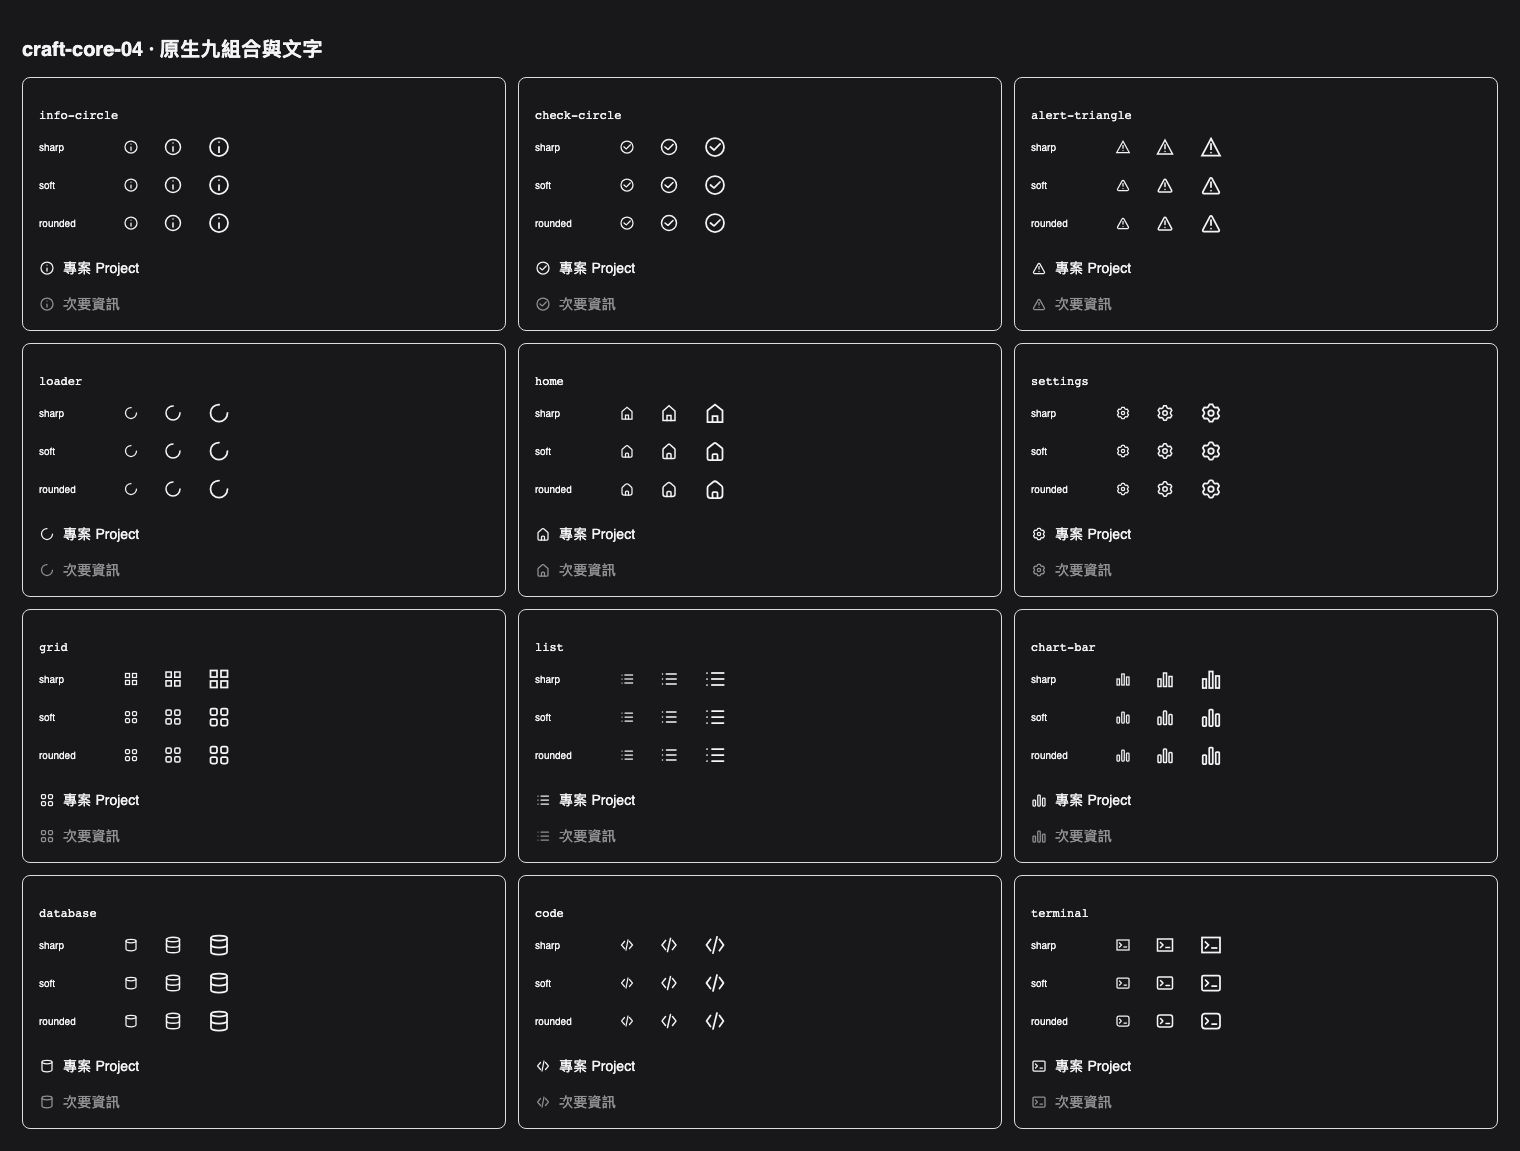 craft-core-04 · 原生九組合與文字
info-circle
sharp
soft
rounded
專案 Project
次要資訊
check-circle
sharp
soft
rounded
專案 Project
次要資訊
alert-triangle
sharp
soft
rounded
專案 Project
次要資訊
loader
sharp
soft
rounded
專案 Project
次要資訊
home
sharp
soft
rounded
專案 Project
次要資訊
settings
sharp
soft
rounded
專案 Project
次要資訊
grid
sharp
soft
rounded
專案 Project
次要資訊
list
sharp
soft
rounded
專案 Project
次要資訊
chart-bar
sharp
soft
rounded
專案 Project
次要資訊
database
sharp
soft
rounded
專案 Project
次要資訊
code
sharp
soft
rounded
專案 Project
次要資訊
terminal
sharp
soft
rounded
專案 Project
次要資訊